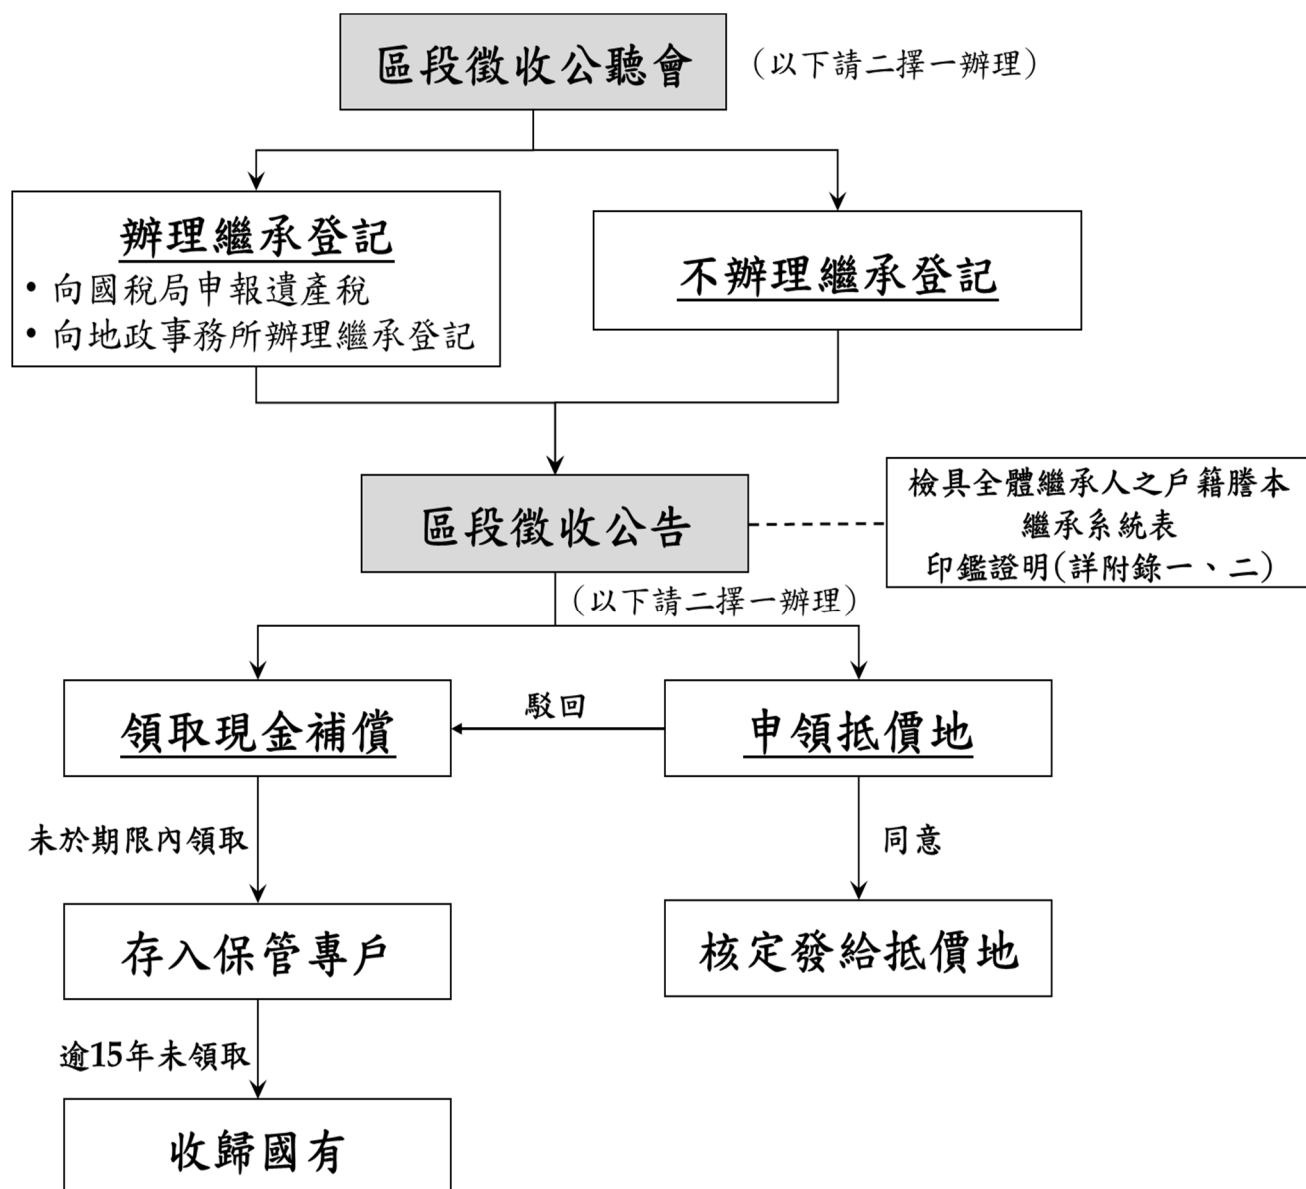 區段徵收公聽會
（以下請二擇一辦理）
辦理繼承登記
• 向國稅局申報遺產稅
• 向地政事務所辦理繼承登記
不辦理繼承登記
區段徵收公告
檢具全體繼承人之戶籍謄本
繼承系統表
印鑑證明(詳附錄一、二)
（以下請二擇一辦理）
領取現金補償
駁回
申領抵價地
未於期限內領取
同意
存入保管專戶
核定發給抵價地
逾15年未領取
收歸國有